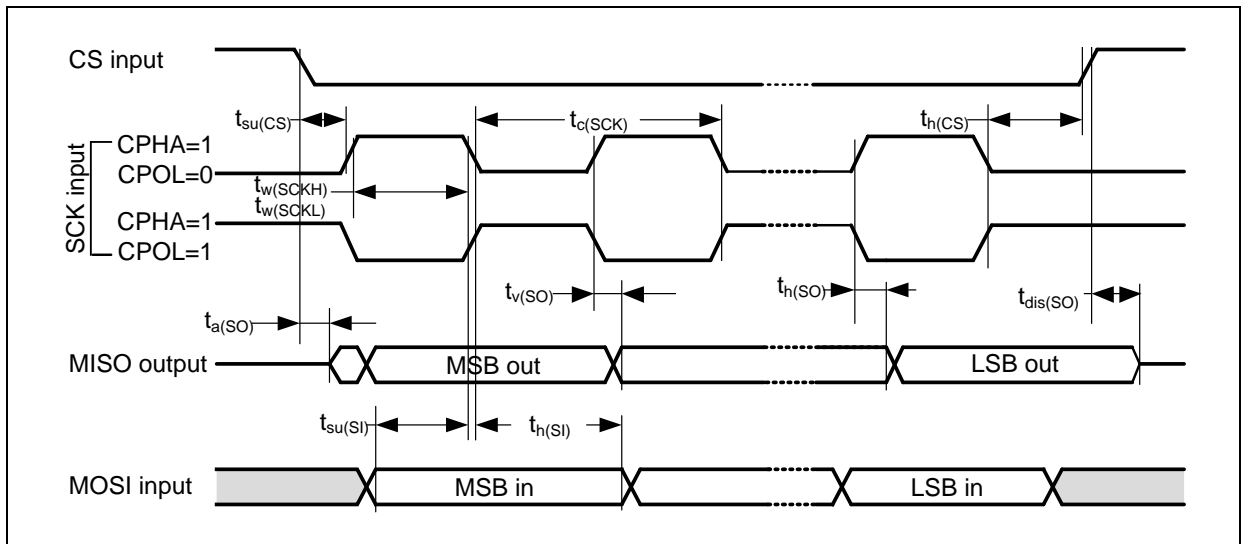 CS input
tsu(CS)
tc(SCK)
th(CS)
SCK input
CPHA=1
CPOL=0
tw(SCKH)
tw(SCKL)
CPHA=1
CPOL=1
tv(SO)
th(SO)
tdis(SO)
ta(SO)
MISO output
MSB out
LSB out
tsu(SI)
th(SI)
MOSI input
MSB in
LSB in